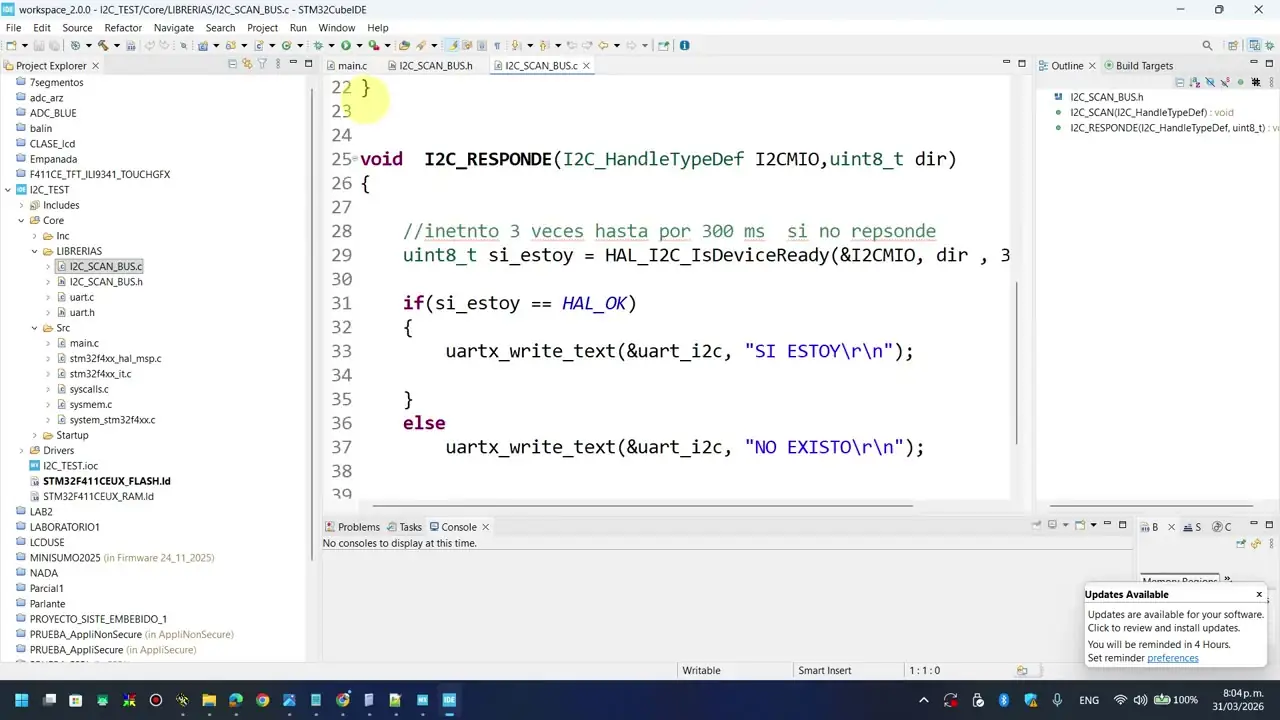 workspace_2.0.0 - I2C_TEST/Core/LIBRERIAS/I2C_SCAN_BUS.c - STM32CubeIDE
File Edit Source Refactor Navigate Search Project Run Window Help
Project Explorer
7segmentos
adc_arz
ADC_BLUE
balin
CLASE_lcd
Empanada
F411CE_TFT_ILI9341_TOUCHGFX
I2C_TEST
Includes
Core
Inc
LIBRERIAS
I2C_SCAN_BUS.c
I2C_SCAN_BUS.h
uart.c
uart.h
Src
main.c
stm32f4xx_hal_msp.c
stm32f4xx_it.c
syscalls.c
sysmem.c
system_stm32f4xx.c
Startup
Drivers
I2C_TEST.ioc
STM32F411CEUX_FLASH.ld
STM32F411CEUX_RAM.ld
LAB2
LABORATORIO1
LCDUSE
MINISUMO2025 (in Firmware 24_11_2025)
NADA
Parcial1
Parlante
PROYECTO_SISTE_EMBEBIDO_1
PRUEBA_AppliNonSecure (in AppliNonSecure)
PRUEBA_AppliSecure (in AppliSecure)
main.c I2C_SCAN_BUS.h I2C_SCAN_BUS.c
22 }
23
24
25 void I2C_RESPONDE(I2C_HandleTypeDef I2CMIO,uint8_t dir)
26 {
27
28 //inetnto 3 veces hasta por 300 ms si no repsonde
29 uint8_t si_estoy = HAL_I2C_IsDeviceReady(&I2CMIO, dir , 3
30
31 if(si_estoy == HAL_OK)
32 {
33 uartx_write_text(&uart_i2c, "SI ESTOY\r\n");
34
35 }
36 else
37 uartx_write_text(&uart_i2c, "NO EXISTO\r\n");
38
39
Outline Build Targets
I2C_SCAN_BUS.h
I2C_SCAN(I2C_HandleTypeDef) : void
I2C_RESPONDE(I2C_HandleTypeDef, uint8_t) : vo
Problems Tasks Console
No consoles to display at this time.
B S C
Memory Regions
Updates Available
Updates are available for your software.
Click to review and install updates.
You will be reminded in 4 Hours.
Set reminder preferences
Writable Smart Insert 1 : 1 : 0
ENG 100% 8:04 p.m.
31/03/2026